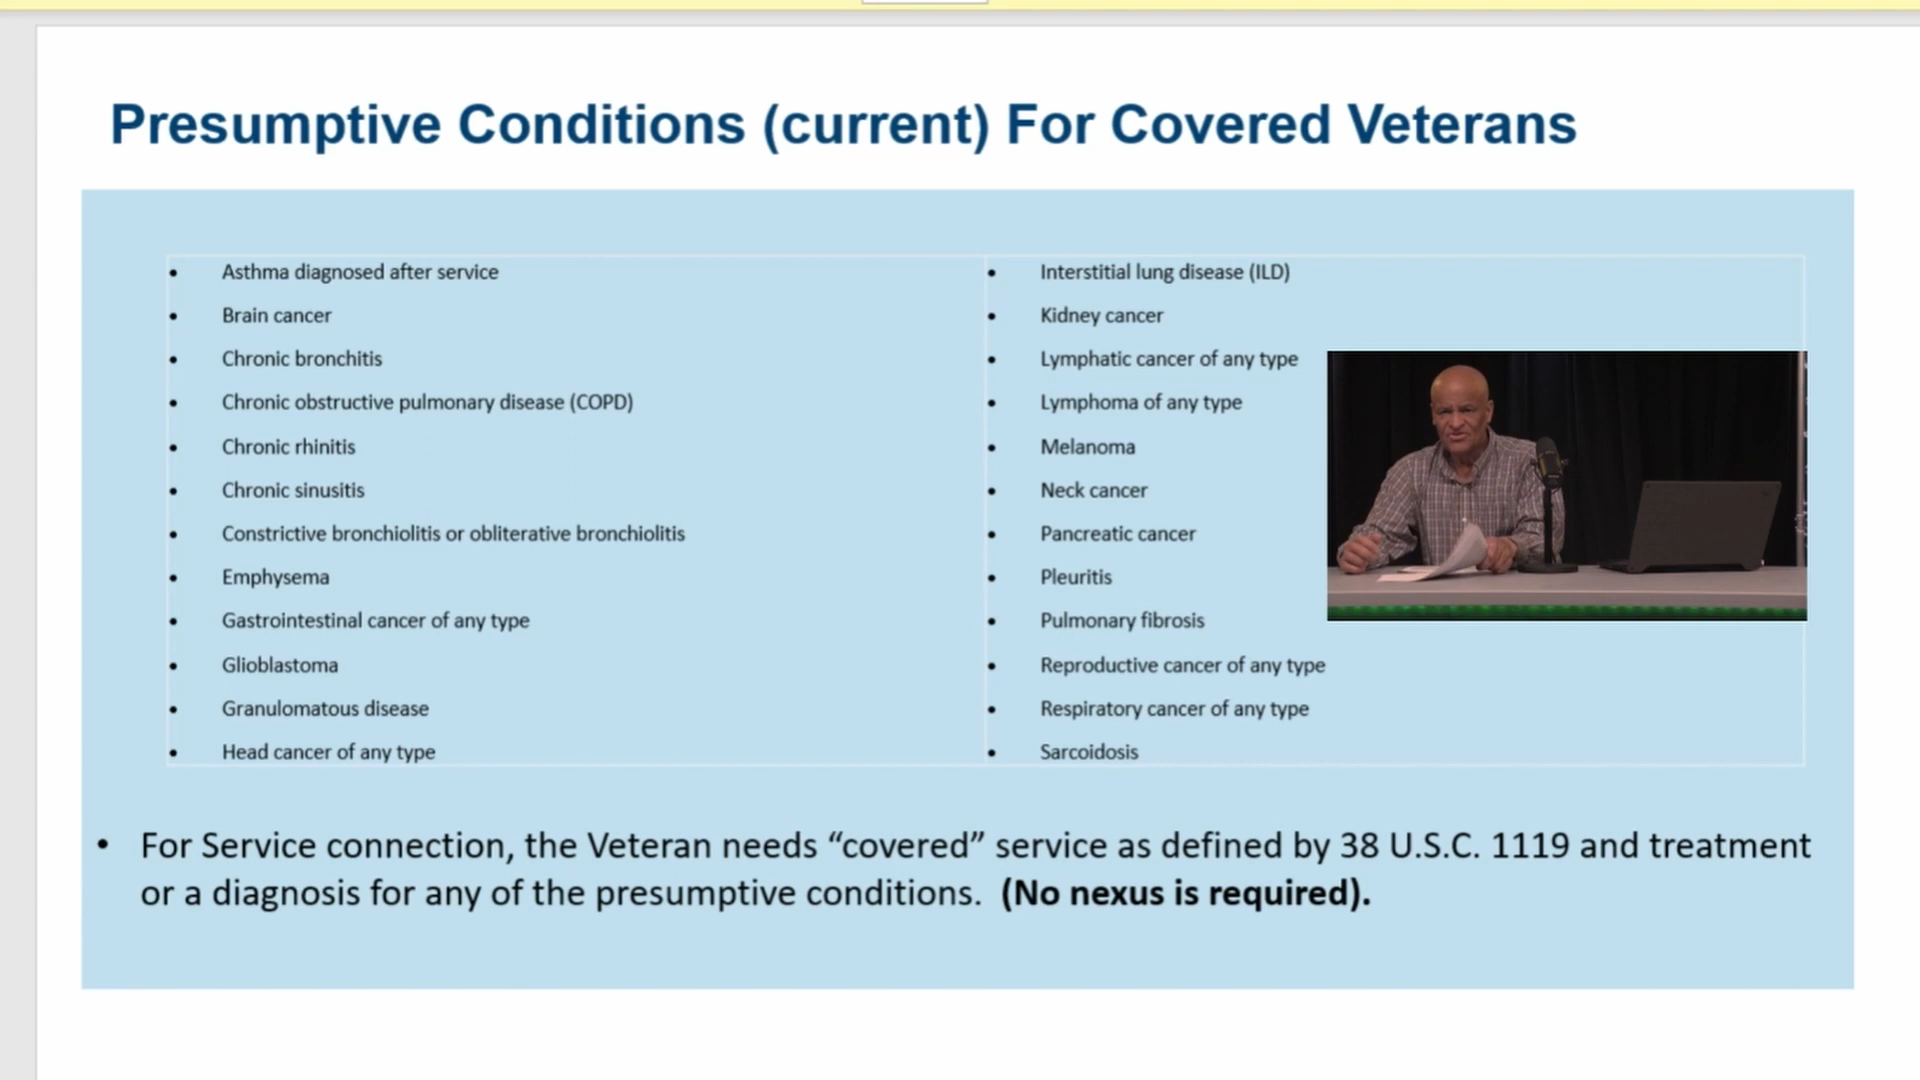 Presumptive Conditions (current) For Covered Veterans
• Asthma diagnosed after service
• Brain cancer
• Chronic bronchitis
• Chronic obstructive pulmonary disease (COPD)
• Chronic rhinitis
• Chronic sinusitis
• Constrictive bronchiolitis or obliterative bronchiolitis
• Emphysema
• Gastrointestinal cancer of any type
• Glioblastoma
• Granulomatous disease
• Head cancer of any type
• Interstitial lung disease (ILD)
• Kidney cancer
• Lymphatic cancer of any type
• Lymphoma of any type
• Melanoma
• Neck cancer
• Pancreatic cancer
• Pleuritis
• Pulmonary fibrosis
• Reproductive cancer of any type
• Respiratory cancer of any type
• Sarcoidosis
• For Service connection, the Veteran needs “covered” service as defined by 38 U.S.C. 1119 and treatment
or a diagnosis for any of the presumptive conditions. (No nexus is required).